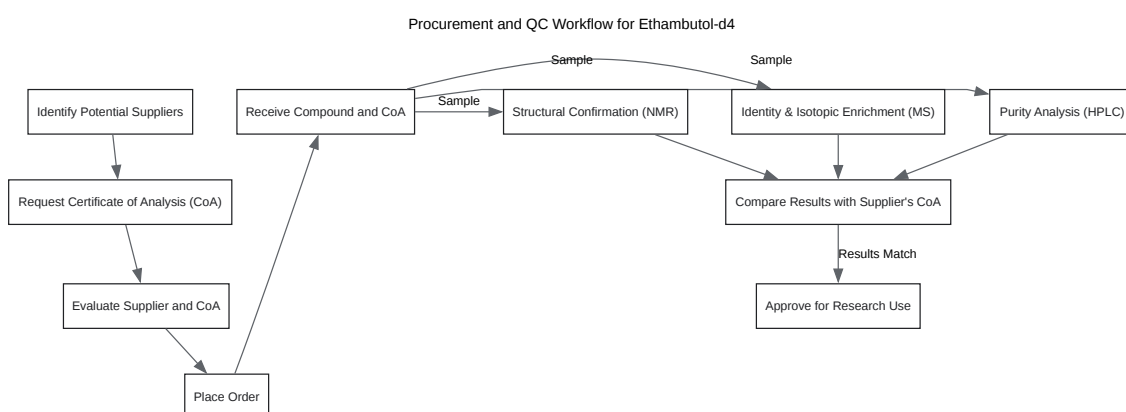 Procurement and QC Workflow for Ethambutol-d4
Sample
Sample
Identify Potential Suppliers
Receive Compound and CoA
Sample
Structural Confirmation (NMR)
Identity & Isotopic Enrichment (MS)
Purity Analysis (HPLC)
Request Certificate of Analysis (CoA)
Compare Results with Supplier's CoA
Results Match
Evaluate Supplier and CoA
Approve for Research Use
Place Order